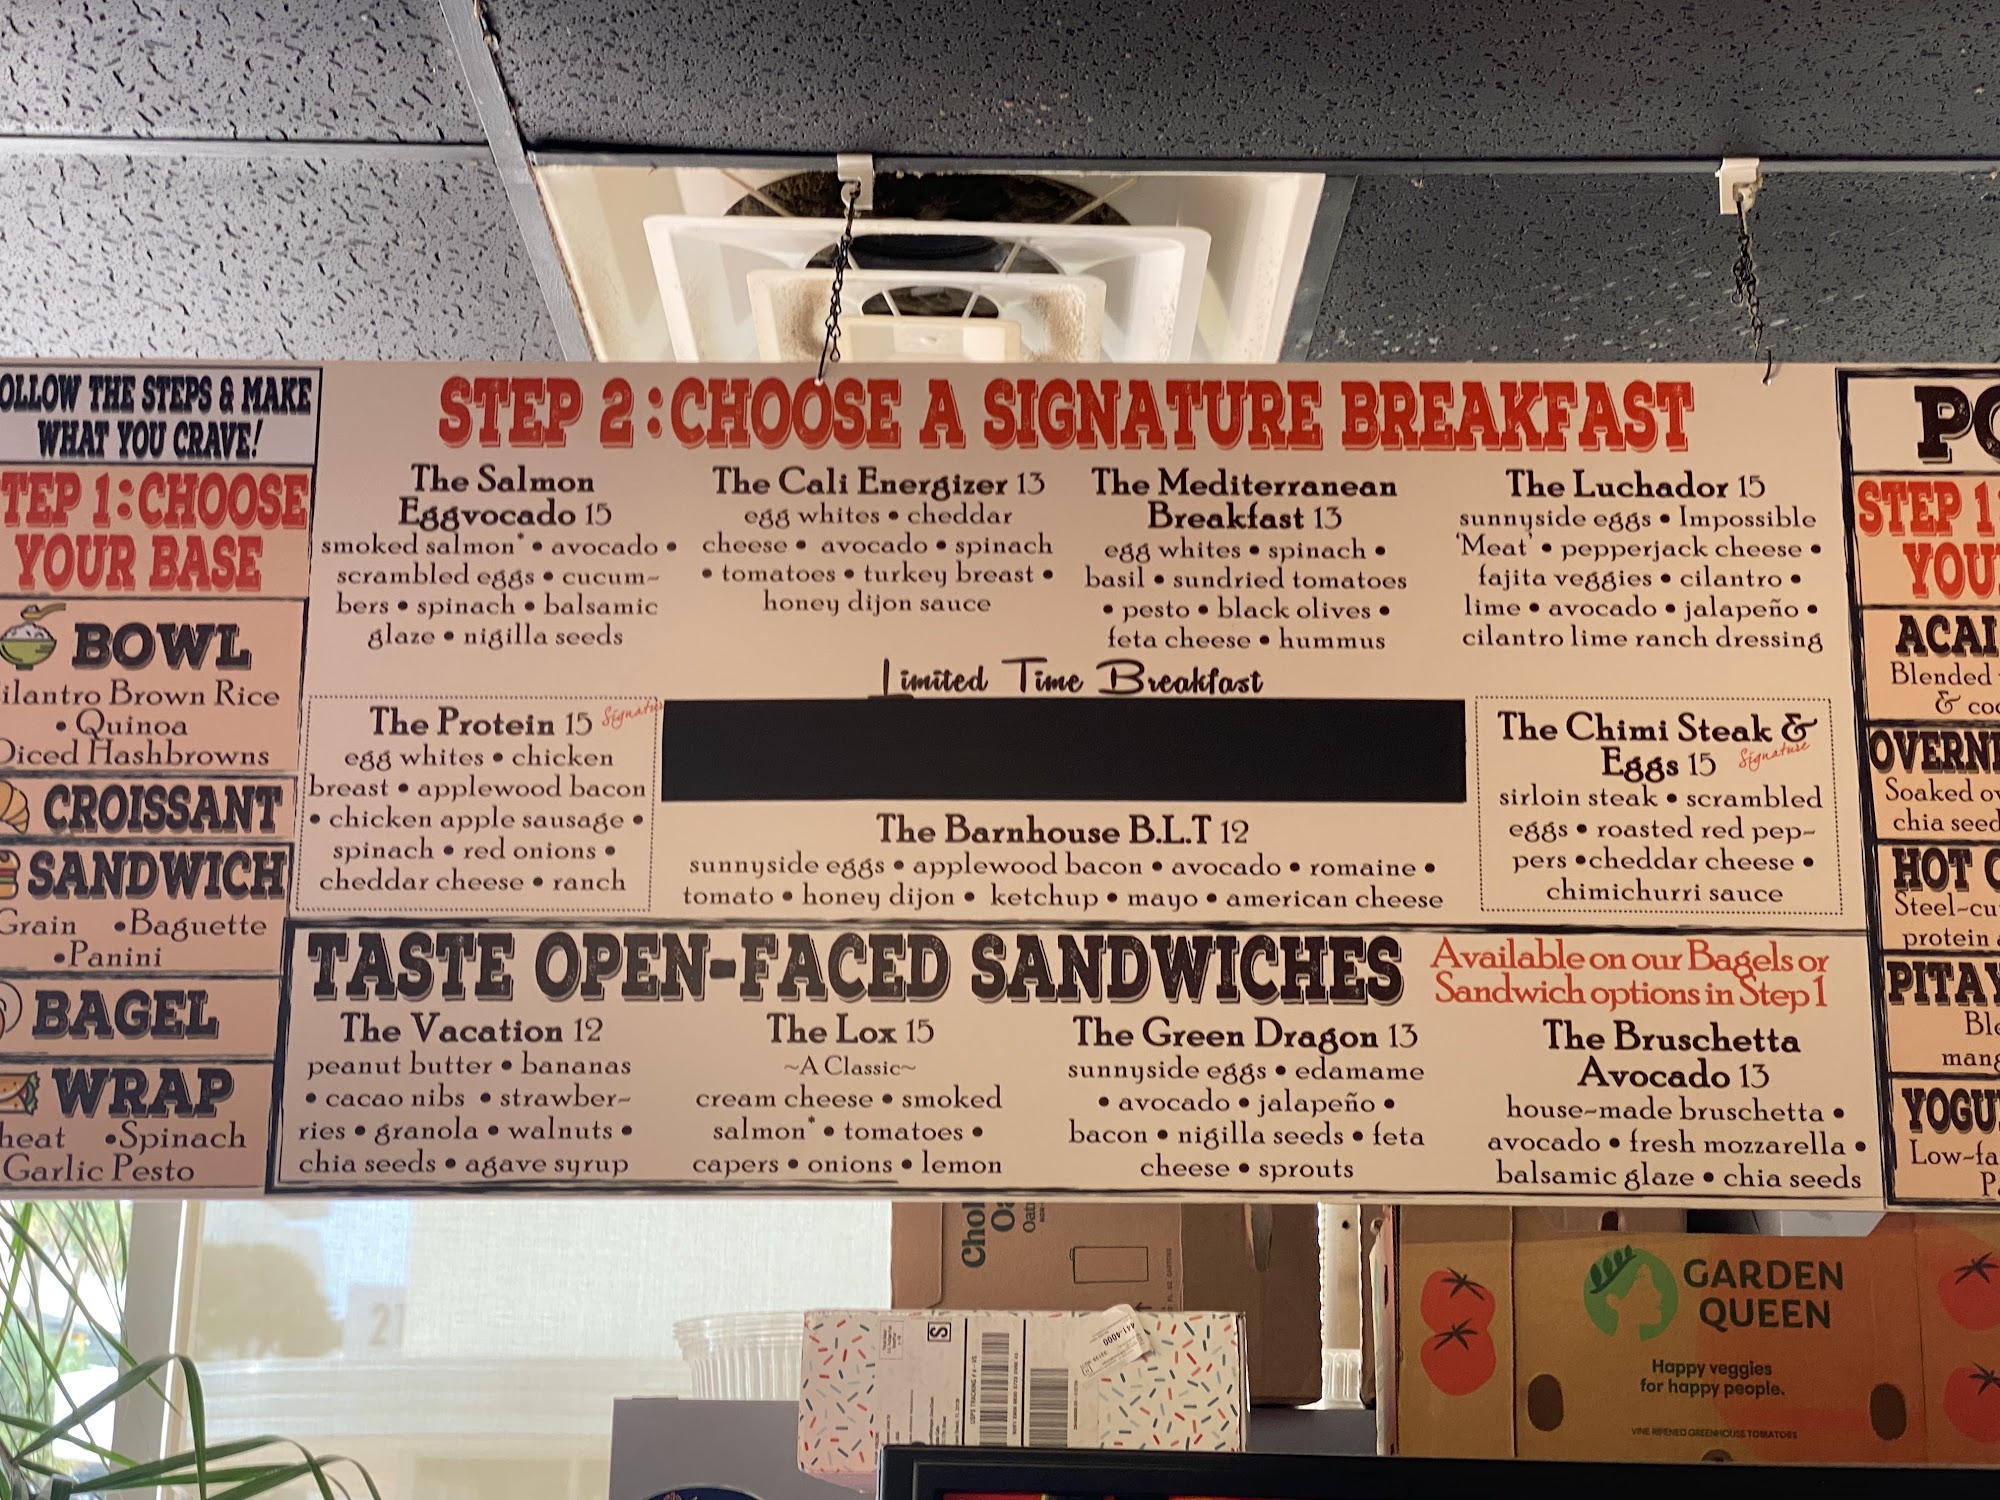 FOLLOW THE STEPS & MAKE
WHAT YOU CRAVE!
STEP 1: CHOOSE
YOUR BASE
BOWL
ilantro Brown Rice
• Quinoa
Diced Hashbrowns
CROISSANT
SANDWICH
Grain •Baguette
•Panini
BAGEL
WRAP
heat •Spinach
Garlic Pesto
STEP 2: CHOOSE A SIGNATURE BREAKFAST
The Salmon
Eggvocado 15
smoked salmon* • avocado •
scrambled eggs • cucum-
bers • spinach • balsamic
glaze • nigilla seeds
The Cali Energizer 13
egg whites • cheddar
cheese • avocado • spinach
• tomatoes • turkey breast •
honey dijon sauce
The Mediterranean
Breakfast 13
egg whites • spinach •
basil • sundried tomatoes
• pesto • black olives •
feta cheese • hummus
The Luchador 15
sunnyside eggs • Impossible
'Meat' • pepperjack cheese •
fajita veggies • cilantro •
lime • avocado • jalapeño •
cilantro lime ranch dressing
The Protein 15 Signature
egg whites • chicken
breast • applewood bacon
• chicken apple sausage •
spinach • red onions •
cheddar cheese • ranch
Limited Time Breakfast
The Barnhouse B.L.T 12
sunnyside eggs • applewood bacon • avocado • romaine •
tomato • honey dijon • ketchup • mayo • american cheese
The Chimi Steak &
Eggs 15 Signature
sirloin steak • scrambled
eggs • roasted red pep-
pers •cheddar cheese •
chimichurri sauce
TASTE OPEN-FACED SANDWICHES
Available on our Bagels or
Sandwich options in Step 1
The Vacation 12
peanut butter • bananas
• cacao nibs • strawber-
ries • granola • walnuts •
chia seeds • agave syrup
The Lox 15
~A Classic~
cream cheese • smoked
salmon* • tomatoes •
capers • onions • lemon
The Green Dragon 13
sunnyside eggs • edamame
• avocado • jalapeño •
bacon • nigilla seeds • feta
cheese • sprouts
The Bruschetta
Avocado 13
house-made bruschetta •
avocado • fresh mozzarella •
balsamic glaze • chia seeds
STEP 1
YOU
ACAI
Blended
& coc
OVERNI
Soaked ov
chia seed
HOT
Steel-cu
protein
PITAY
Ble
mang
YOGU
Low-fa
GARDEN
QUEEN
Happy veggies
for happy people.
VINE RIPENED GREENHOUSE TOMATOES